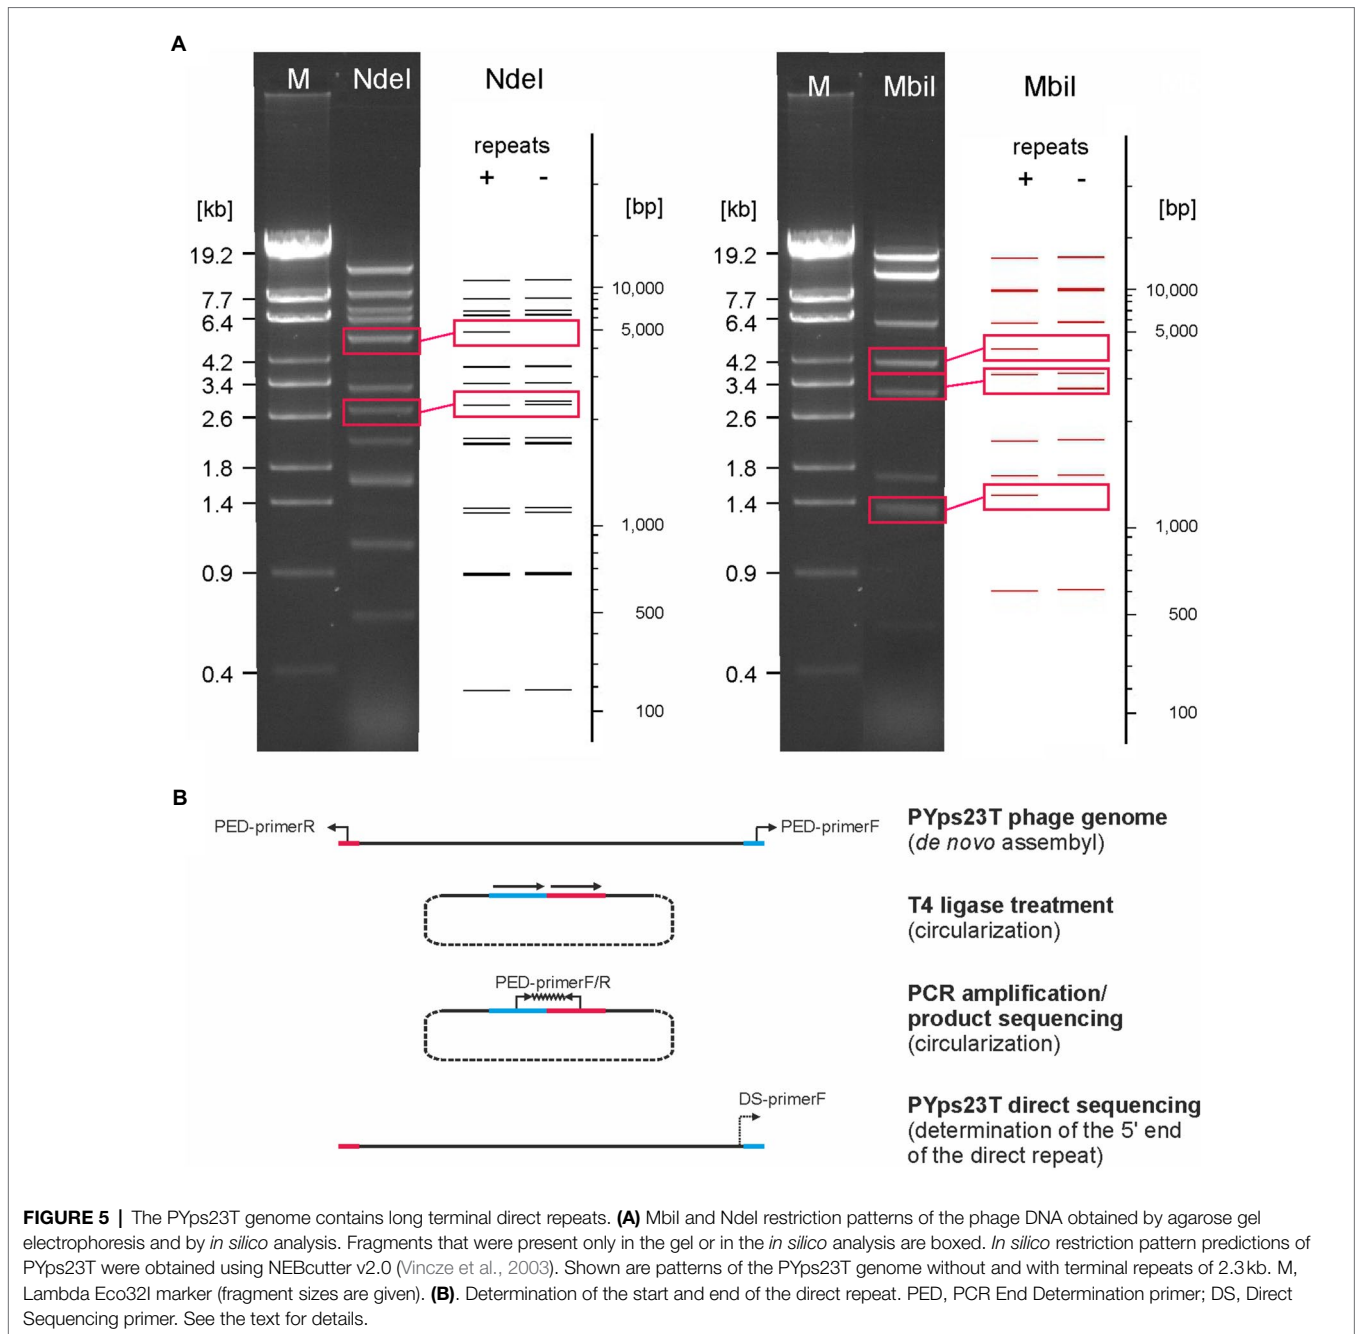 A
M NdeI
NdeI
repeats
+ -
[kb]
[bp]
19.2
7.7
6.4
4.2
3.4
2.6
1.8
1.4
0.9
0.4
10,000
5,000
1,000
500
100
M MbiI
MbiI
repeats
+ -
[kb]
[bp]
19.2
7.7
6.4
4.2
3.4
2.6
1.8
1.4
0.9
0.4
10,000
5,000
1,000
500
100
B
PED-primerR
PED-primerF
PYps23T phage genome
(de novo assembyl)
T4 ligase treatment
(circularization)
PED-primerF/R
PCR amplification/
product sequencing
(circularization)
DS-primerF
PYps23T direct sequencing
(determination of the 5' end
of the direct repeat)
FIGURE 5 | The PYps23T genome contains long terminal direct repeats. (A) MbiI and NdeI restriction patterns of the phage DNA obtained by agarose gel
electrophoresis and by in silico analysis. Fragments that were present only in the gel or in the in silico analysis are boxed. In silico restriction pattern predictions of
PYps23T were obtained using NEBcutter v2.0 (Vincze et al., 2003). Shown are patterns of the PYps23T genome without and with terminal repeats of 2.3 kb. M,
Lambda Eco32I marker (fragment sizes are given). (B). Determination of the start and end of the direct repeat. PED, PCR End Determination primer; DS, Direct
Sequencing primer. See the text for details.